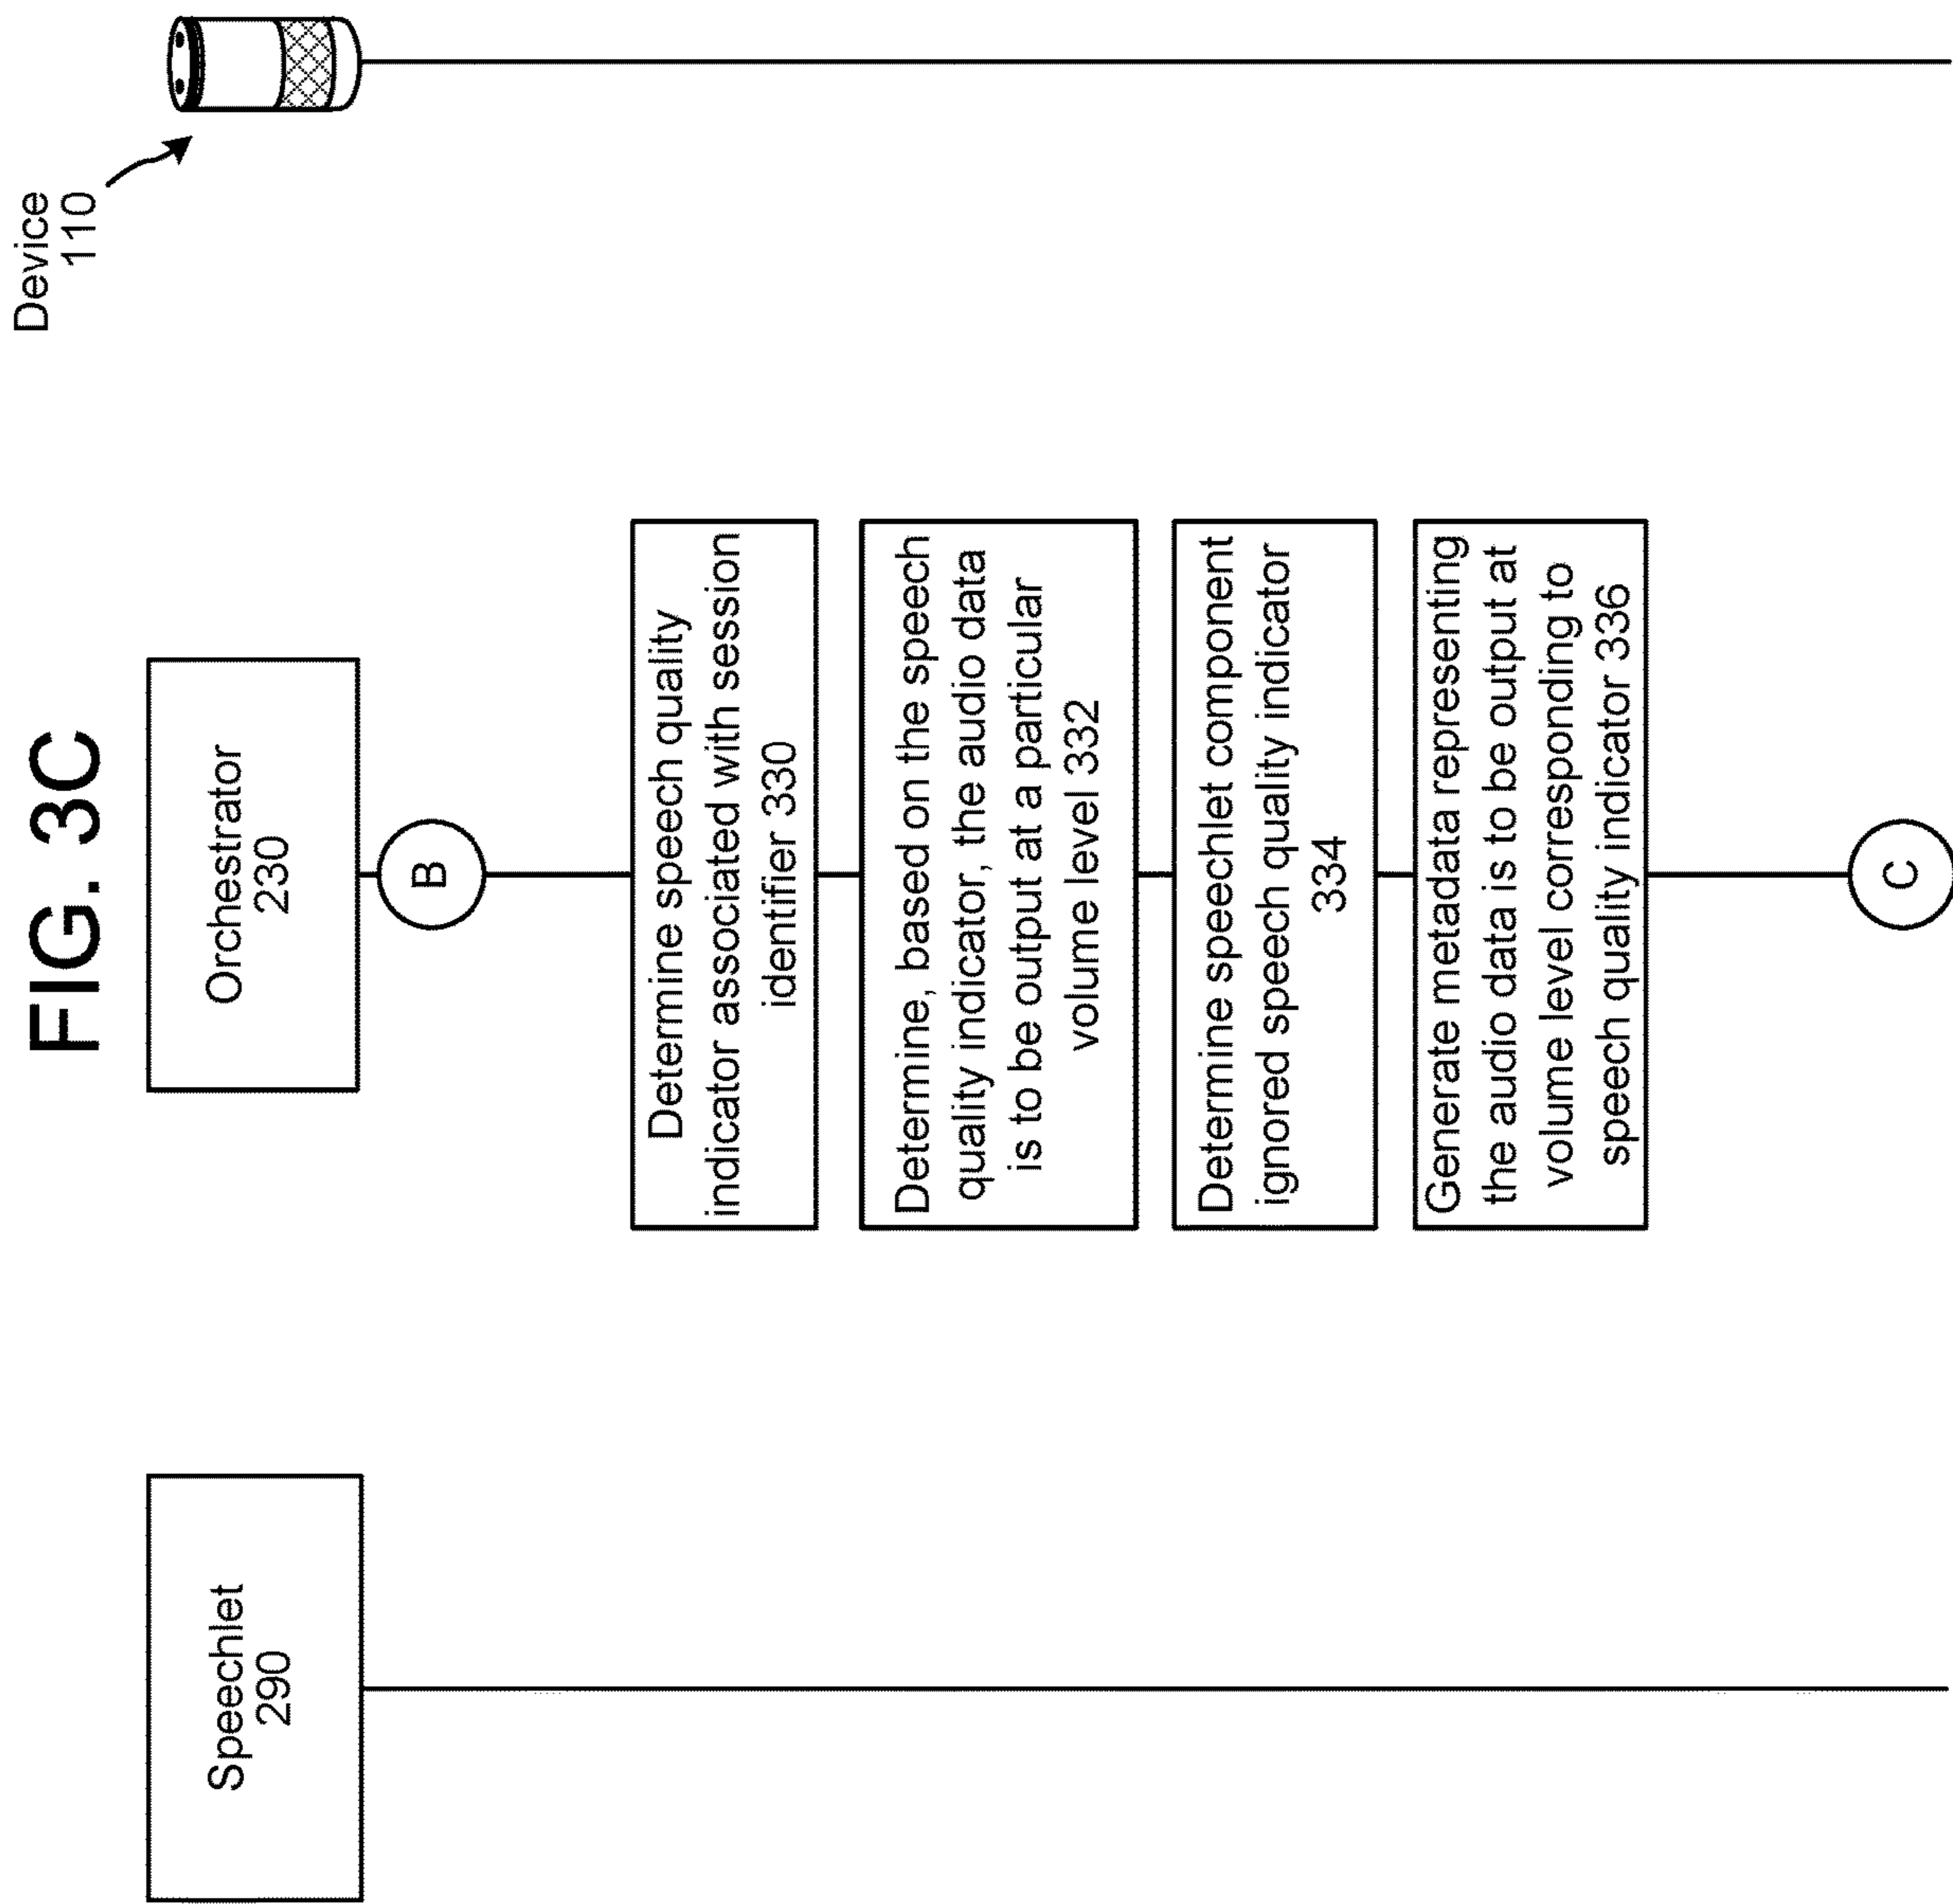 FIG. 3C
Speechlet
290
Orchestrator
230
Device
110
B
Determine speech quality
indicator associated with session
identifier 330
Determine, based on the speech
quality indicator, the audio data
is to be output at a particular
volume level 332
Determine speechlet component
ignored speech quality indicator
334
Generate metadata representing
the audio data is to be output at
volume level corresponding to
speech quality indicator 336
C